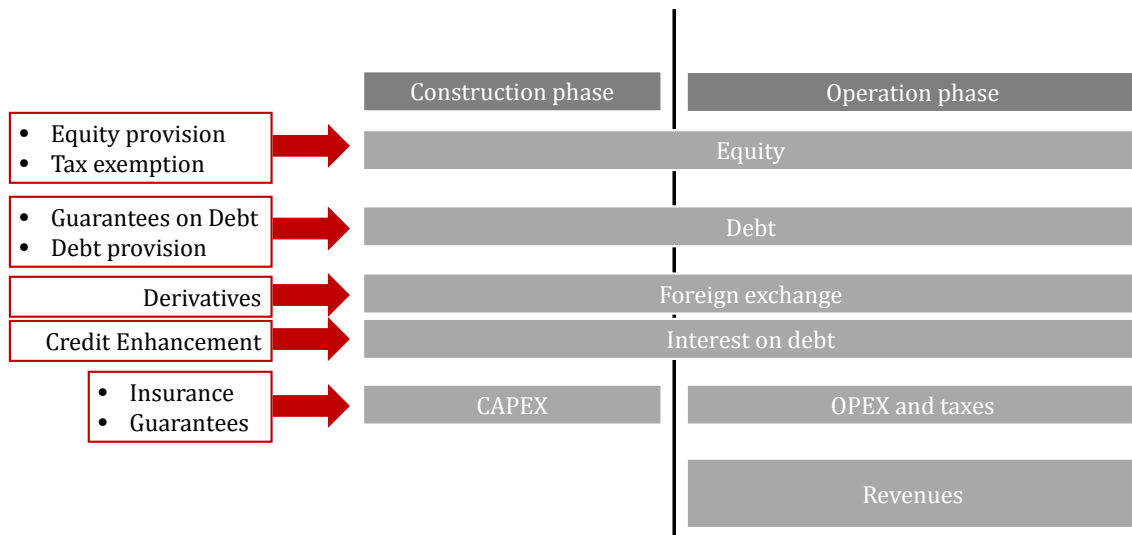 Construction phase
Operation phase
• Equity provision
• Tax exemption
Equity
• Guarantees on Debt
• Debt provision
Debt
Derivatives
Foreign exchange
Credit Enhancement
Interest on debt
• Insurance
• Guarantees
CAPEX
OPEX and taxes
Revenues